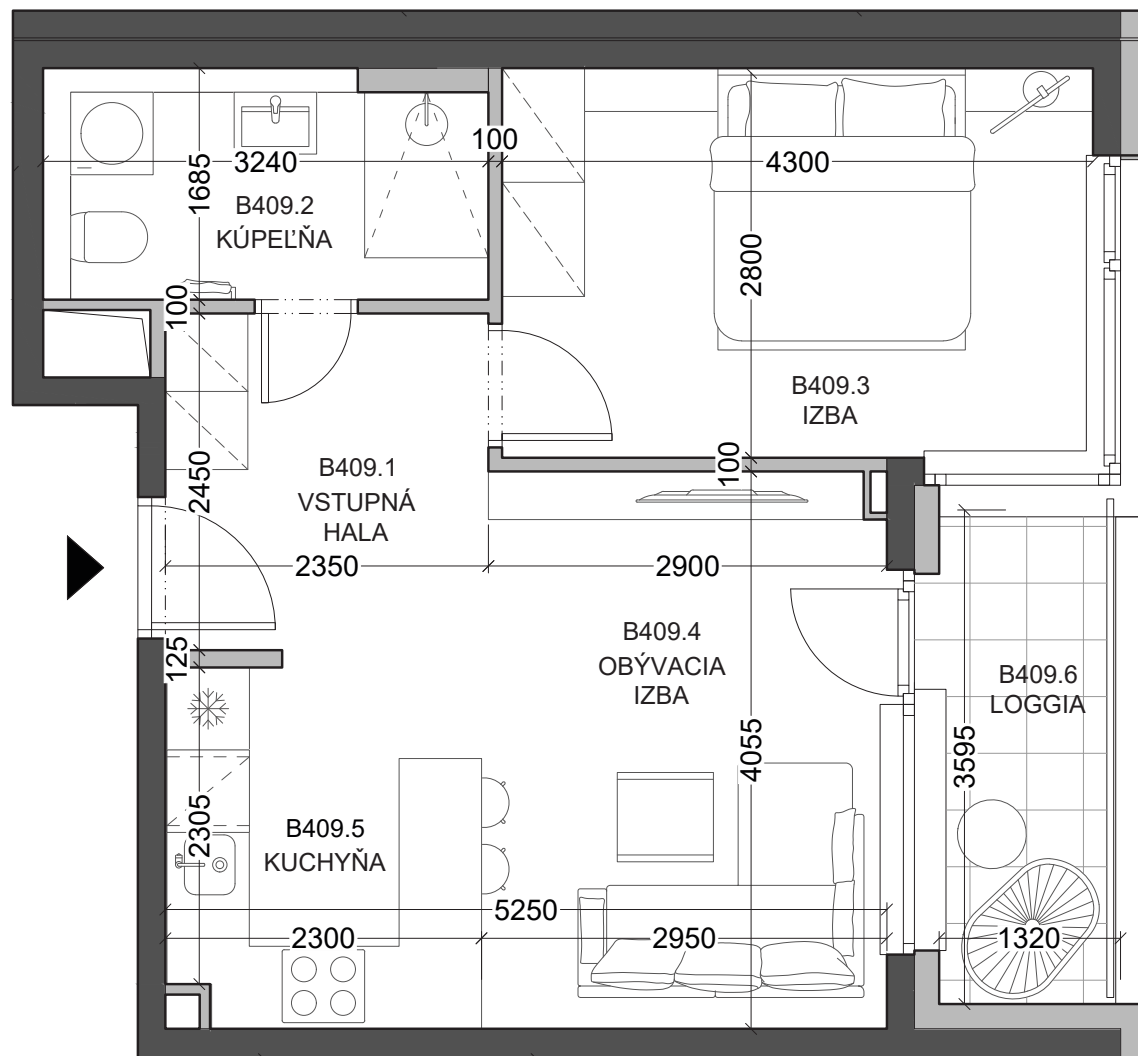 100
3240
4300
1685
B409.2
KÚPEĽŇA
2800
100
B409.3
IZBA
B409.1
VSTUPNÁ
HALA
2450
100
2350
2900
B409.4
OBÝVACIA
IZBA
125
B409.6
LOGGIA
4055
3595
2305
B409.5
KUCHYŇA
5250
2300
2950
1320